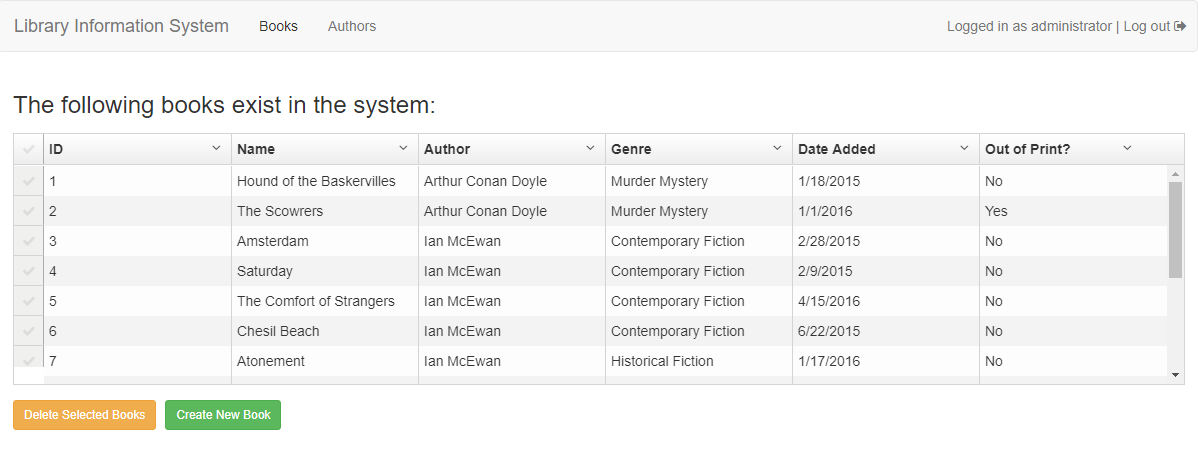 Library Information System Books Authors Logged in as administrator | Log out
The following books exist in the system:
ID Name Author Genre Date Added Out of Print?
1 Hound of the Baskervilles Arthur Conan Doyle Murder Mystery 1/18/2015 No
2 The Scowrers Arthur Conan Doyle Murder Mystery 1/1/2016 Yes
3 Amsterdam Ian McEwan Contemporary Fiction 2/28/2015 No
4 Saturday Ian McEwan Contemporary Fiction 2/9/2015 No
5 The Comfort of Strangers Ian McEwan Contemporary Fiction 4/15/2016 No
6 Chesil Beach Ian McEwan Contemporary Fiction 6/22/2015 No
7 Atonement Ian McEwan Historical Fiction 1/17/2016 No
Delete Selected Books Create New Book